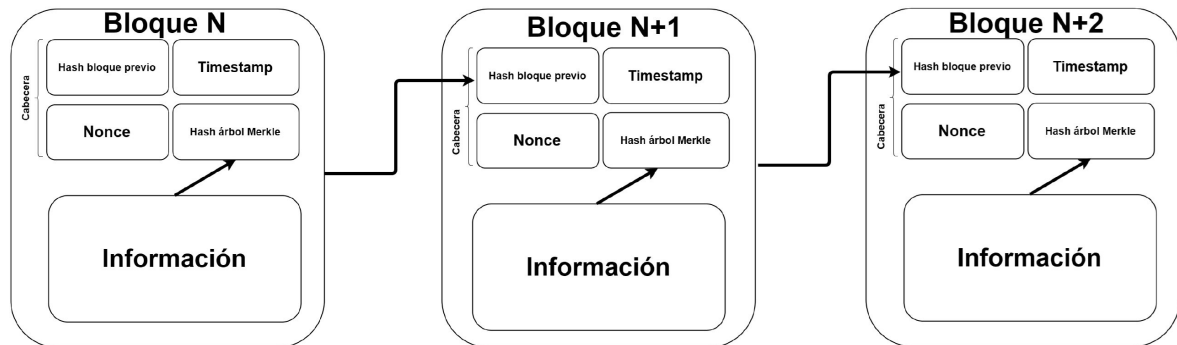 Bloque N
Cabecera
Hash bloque previo
Timestamp
Nonce
Hash árbol Merkle
Información
Bloque N+1
Cabecera
Hash bloque previo
Timestamp
Nonce
Hash árbol Merkle
Información
Bloque N+2
Cabecera
Hash bloque previo
Timestamp
Nonce
Hash árbol Merkle
Información